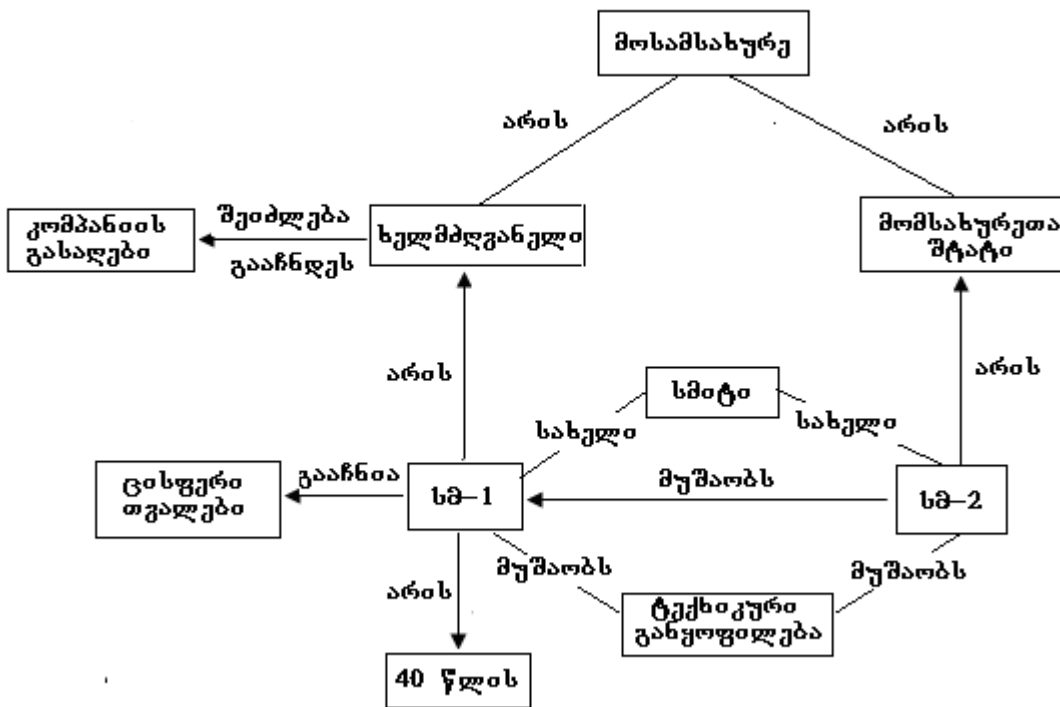 მოსამსახურე
არის
არის
კომპანიის
გასაღები
შეიძლება
გააჩნდეს
ხელმძღვანელი
მომსახურეთა
შტატი
არის
არის
სმიტი
სახელი
სახელი
ცისფერი
თვალები
გააჩნია
სმ-1
მუშაობს
სმ-2
არის
მუშაობს
მუშაობს
ტექნიკური
განყოფილება
40 წლის